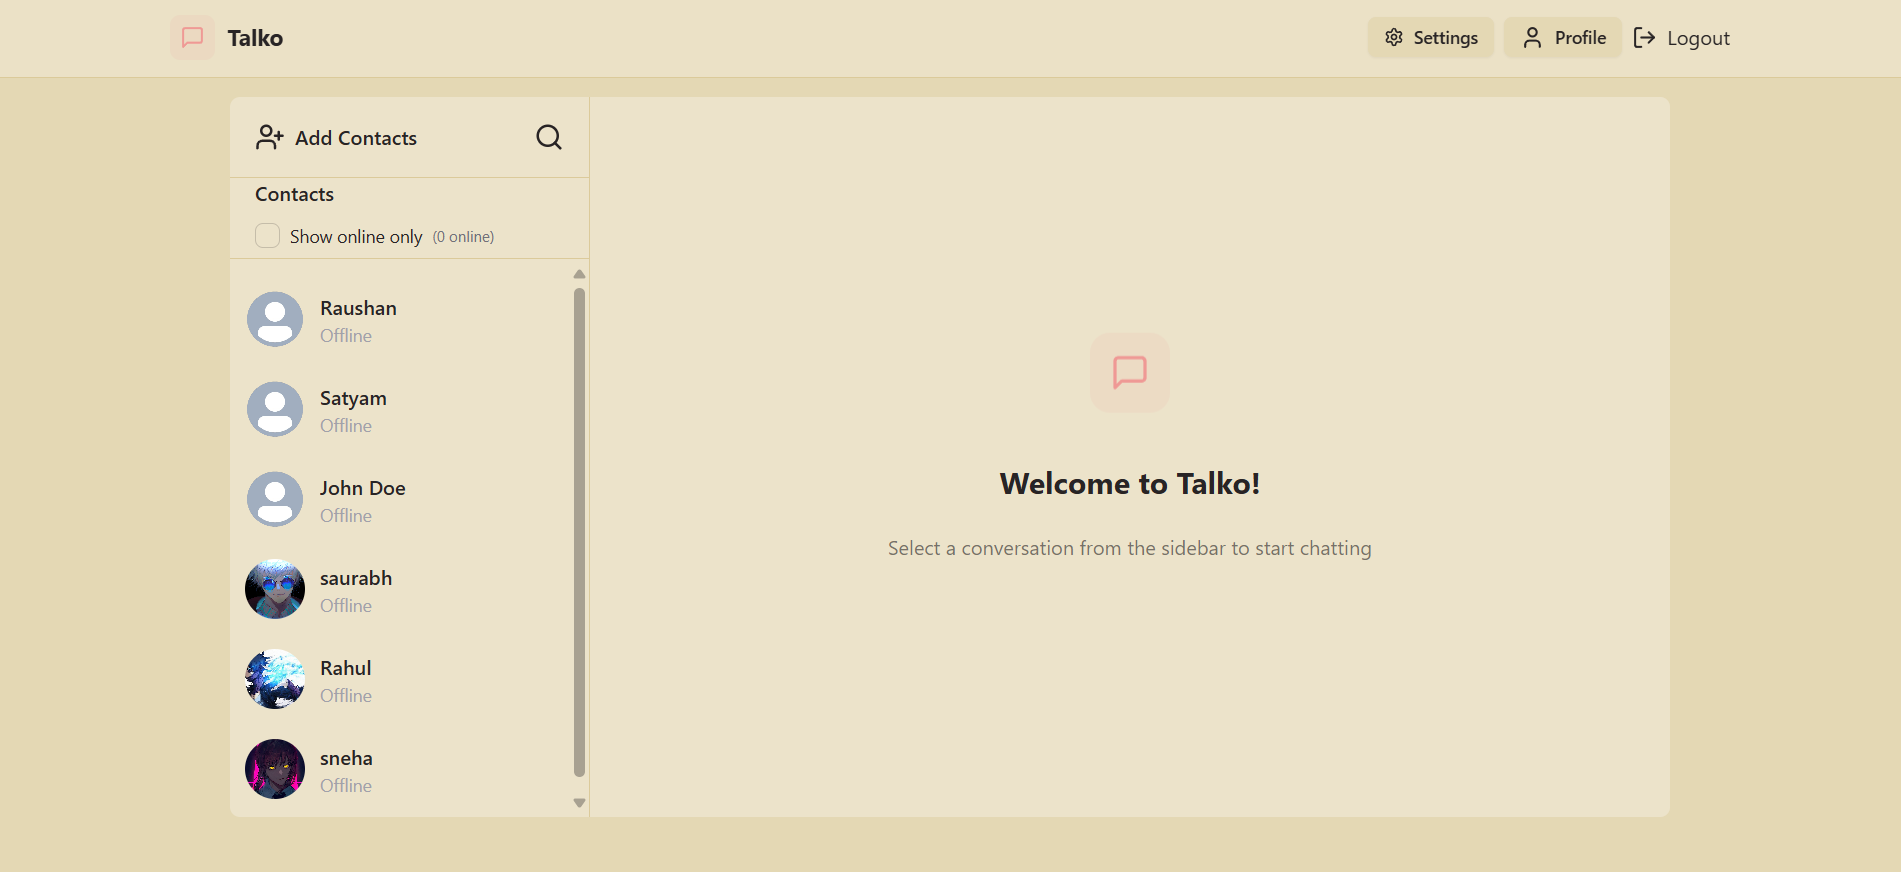 Talko
Settings
Profile
Logout
Add Contacts
Contacts
Show online only (0 online)
Raushan
Offline
Satyam
Offline
John Doe
Offline
saurabh
Offline
Rahul
Offline
sneha
Offline
Welcome to Talko!
Select a conversation from the sidebar to start chatting